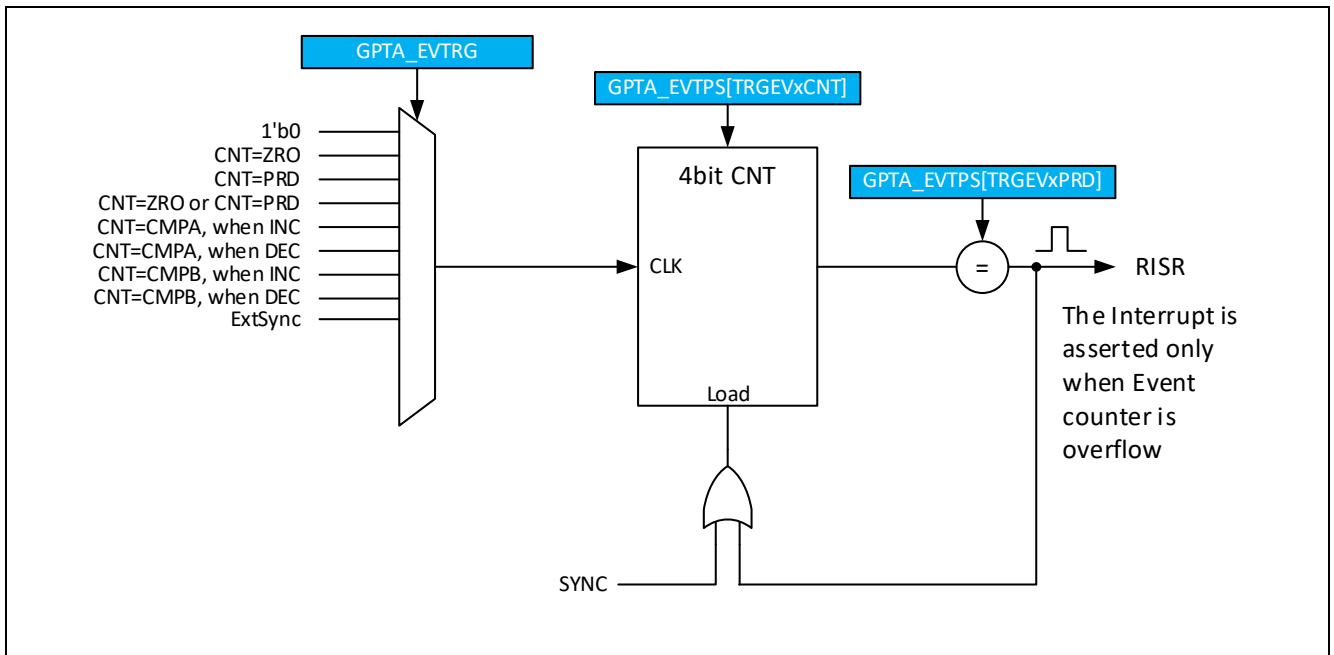 GPTA_EVTRG
GPTA_EVTPS[TRGEVxCNT]
1'b0
CNT=ZRO
CNT=PRD
CNT=ZRO or CNT=PRD
CNT=CMPA, when INC
CNT=CMPA, when DEC
CNT=CMPB, when INC
CNT=CMPB, when DEC
ExtSync
4bit CNT
CLK
Load
GPTA_EVTPS[TRGEVxPRD]
=
RISR
The Interrupt is
asserted only
when Event
counter is
overflow
SYNC